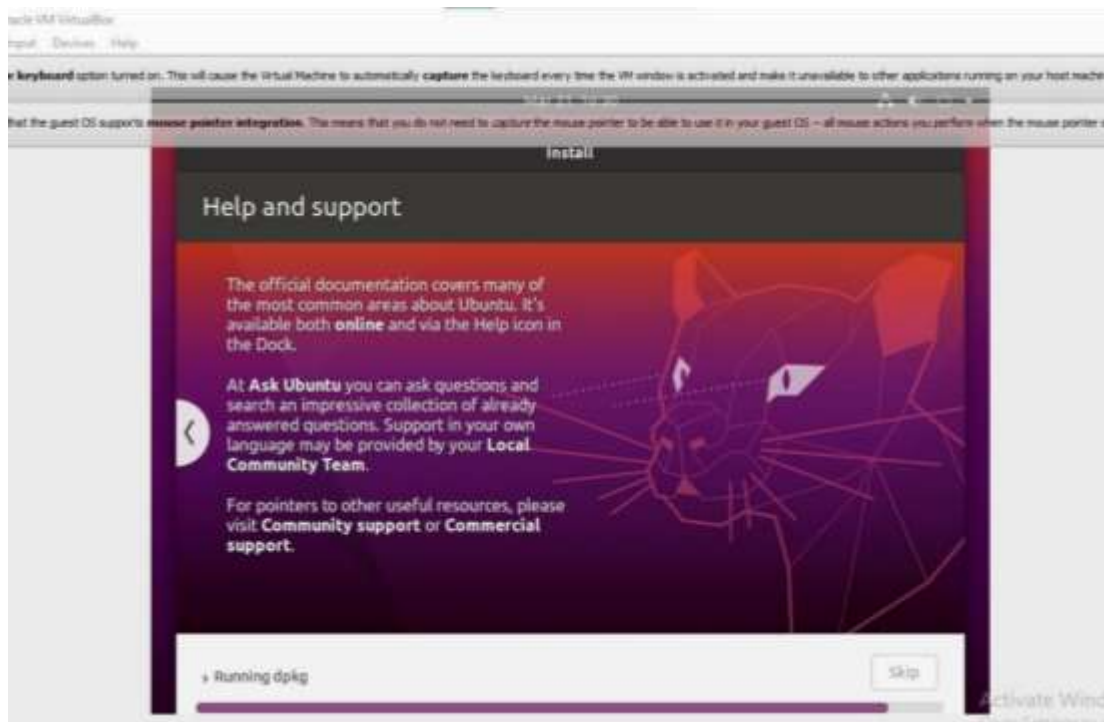 Oracle VM VirtualBox
Input Devices Help
keyboard option turned on. This will cause the Virtual Machine to automatically capture the keyboard every time the VM window is activated and make it unavailable to other applications running on your host machin
that the guest OS supports mouse pointer integration. This means that you do not need to capture the mouse pointer to be able to use it in your guest OS -- all mouse actions you perform when the mouse pointer
Install
Help and support
The official documentation covers many of
the most common areas about Ubuntu. It's
available both online and via the Help icon in
the Dock.
At Ask Ubuntu you can ask questions and
search an impressive collection of already
answered questions. Support in your own
language may be provided by your Local
Community Team.
For pointers to other useful resources, please
visit Community support or Commercial
support.
Running dpkg
Skip
Activate Wind